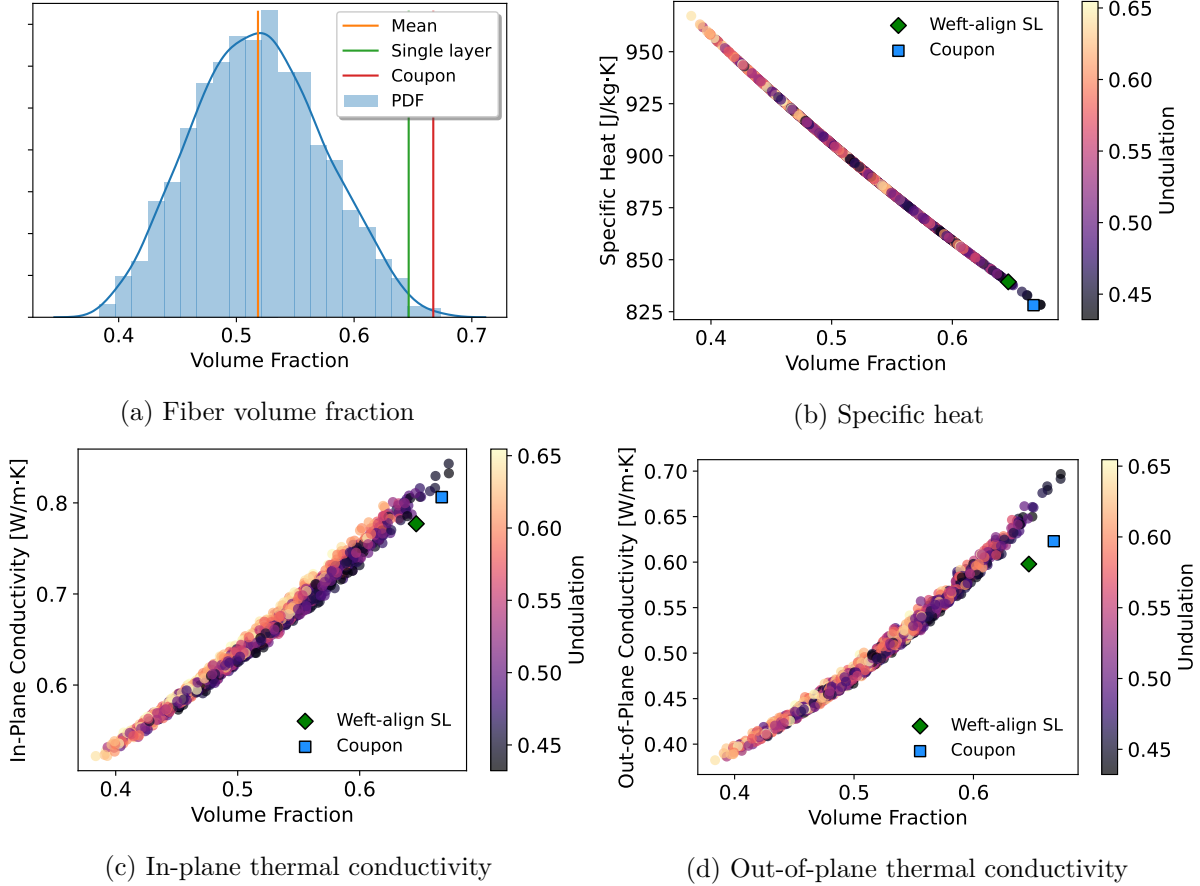 Mean
Single layer
Coupon
PDF
0.4 0.5 0.6 0.7
Volume Fraction
(a) Fiber volume fraction
Specific Heat [J/kg·K]
950
925
900
875
850
825
0.4 0.5 0.6
Volume Fraction
Weft-align SL
Coupon
0.65
0.60
0.55
0.50
0.45
Undulation
(b) Specific heat
In-Plane Conductivity [W/m·K]
0.8
0.7
0.6
0.4 0.5 0.6
Volume Fraction
Weft-align SL
Coupon
0.65
0.60
0.55
0.50
0.45
Undulation
(c) In-plane thermal conductivity
Out-of-Plane Conductivity [W/m·K]
0.70
0.65
0.60
0.55
0.50
0.45
0.40
0.4 0.5 0.6
Volume Fraction
Weft-align SL
Coupon
0.65
0.60
0.55
0.50
0.45
Undulation
(d) Out-of-plane thermal conductivity